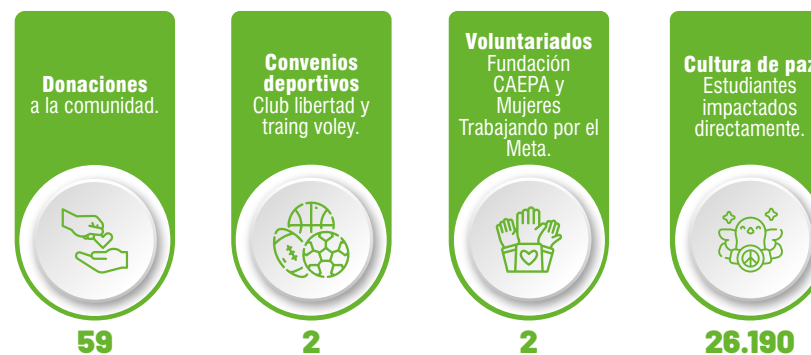 Donaciones
a la comunidad.
59
Convenios
deportivos
Club libertad y
traing voley.
2
Voluntariados
Fundación
CAEPA y
Mujeres
Trabajando por el
Meta.
2
Cultura de paz
Estudiantes
impactados
directamente.
26.190